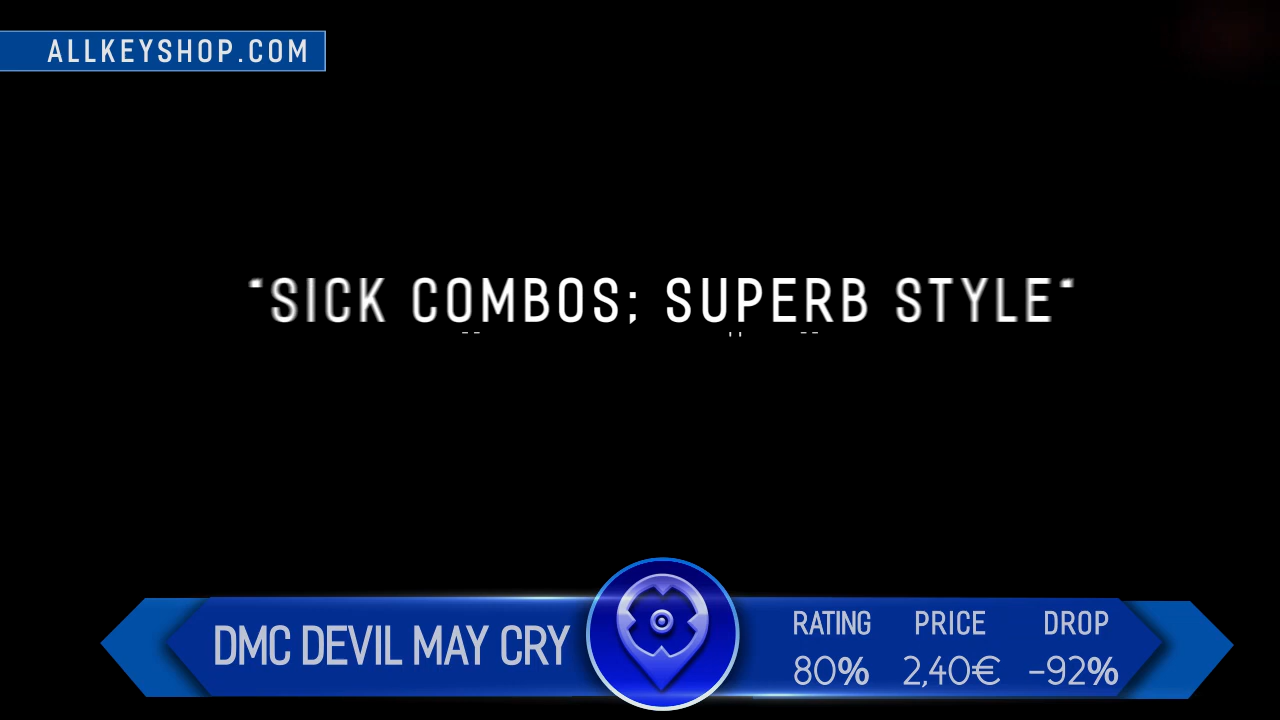 ALLKEYSHOP.COM
"SICK COMBOS; SUPERB STYLE"
DMC DEVIL MAY CRY
RATING PRICE DROP
80% 2,40€ -92%